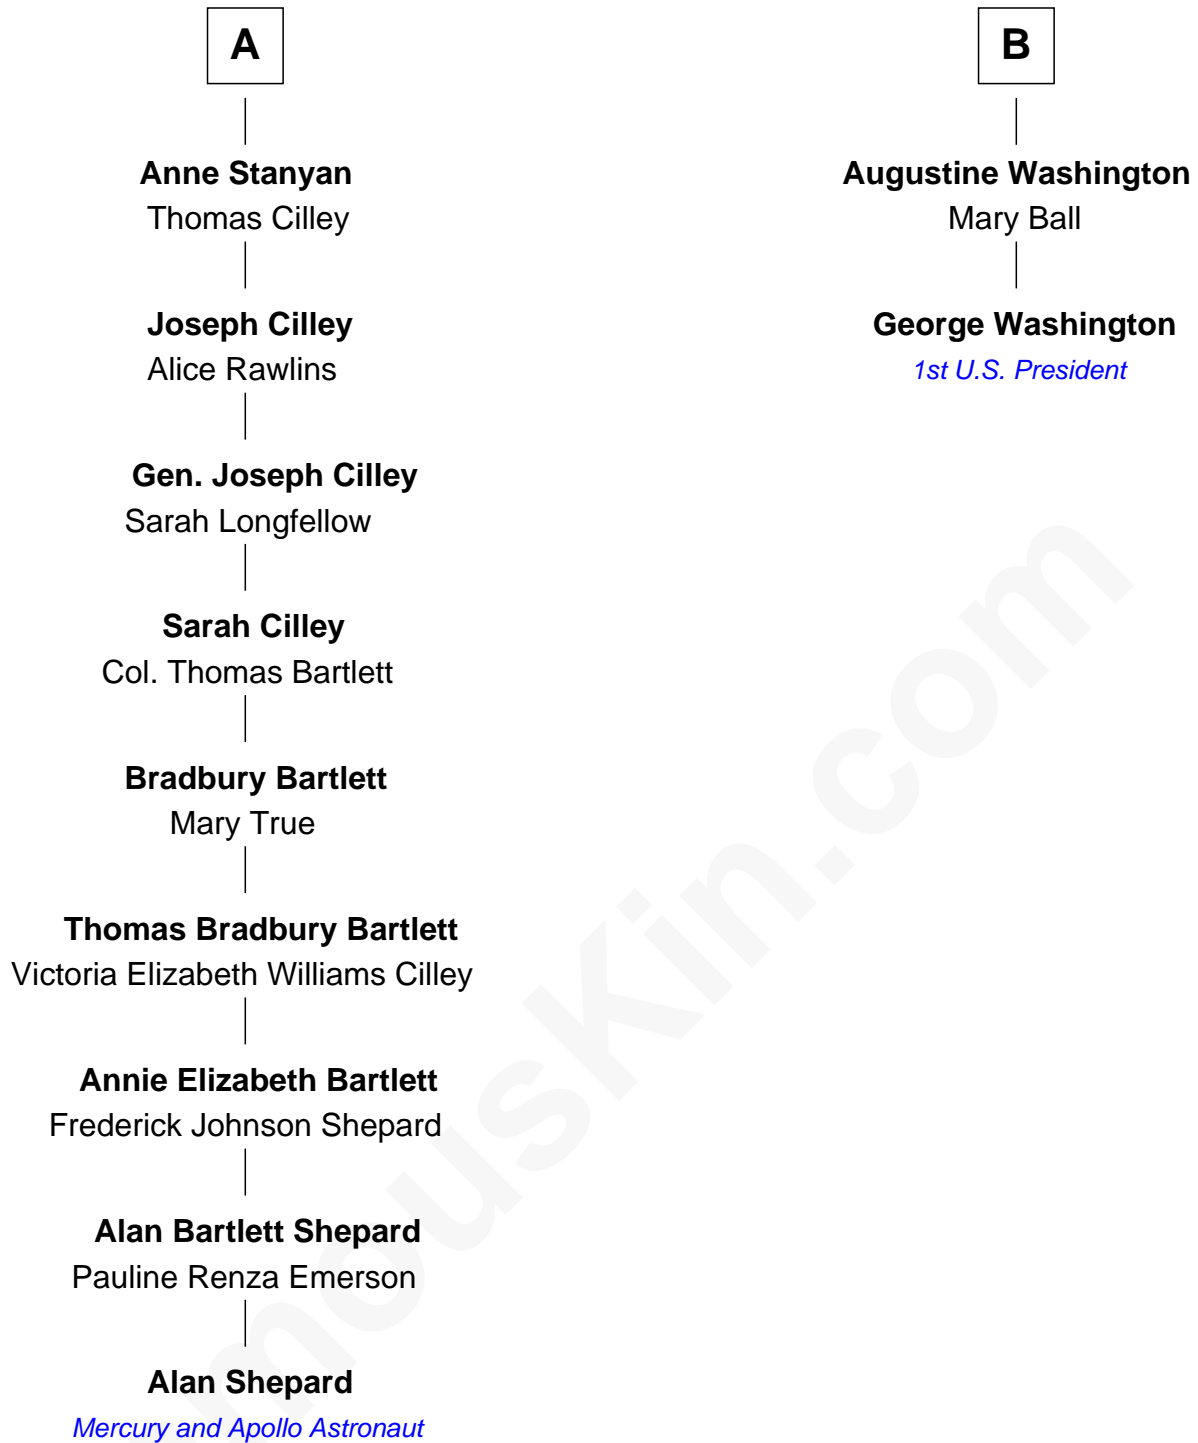 A
Anne Stanyan
Thomas Cilley
Joseph Cilley
Alice Rawlins
Gen. Joseph Cilley
Sarah Longfellow
Sarah Cilley
Col. Thomas Bartlett
Bradbury Bartlett
Mary True
Thomas Bradbury Bartlett
Victoria Elizabeth Williams Cilley
Annie Elizabeth Bartlett
Frederick Johnson Shepard
Alan Bartlett Shepard
Pauline Renza Emerson
Alan Shepard
Mercury and Apollo Astronaut
B
Augustine Washington
Mary Ball
George Washington
1st U.S. President
mousKin.com